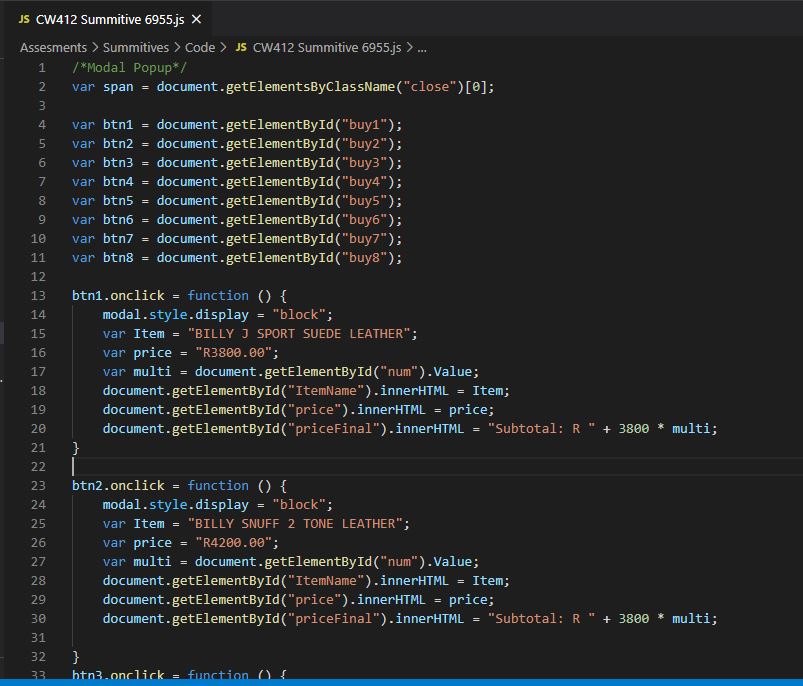 JS CW412 Summitive 6955.js ×
Assesments > Summitives > Code > JS CW412 Summitive 6955.js > ...
1 /*Modal Popup*/
2 var span = document.getElementsByClassName("close")[0];
3
4 var btn1 = document.getElementById("buy1");
5 var btn2 = document.getElementById("buy2");
6 var btn3 = document.getElementById("buy3");
7 var btn4 = document.getElementById("buy4");
8 var btn5 = document.getElementById("buy5");
9 var btn6 = document.getElementById("buy6");
10 var btn7 = document.getElementById("buy7");
11 var btn8 = document.getElementById("buy8");
12
13 btn1.onclick = function () {
14 modal.style.display = "block";
15 var Item = "BILLY J SPORT SUEDE LEATHER";
16 var price = "R3800.00";
17 var multi = document.getElementById("num").Value;
18 document.getElementById("ItemName").innerHTML = Item;
19 document.getElementById("price").innerHTML = price;
20 document.getElementById("priceFinal").innerHTML = "Subtotal: R " + 3800 * multi;
21 }
22
23 btn2.onclick = function () {
24 modal.style.display = "block";
25 var Item = "BILLY SNUFF 2 TONE LEATHER";
26 var price = "R4200.00";
27 var multi = document.getElementById("num").Value;
28 document.getElementById("ItemName").innerHTML = Item;
29 document.getElementById("price").innerHTML = price;
30 document.getElementById("priceFinal").innerHTML = "Subtotal: R " + 3800 * multi;
31
32 }
33 btn3.onclick = function () {